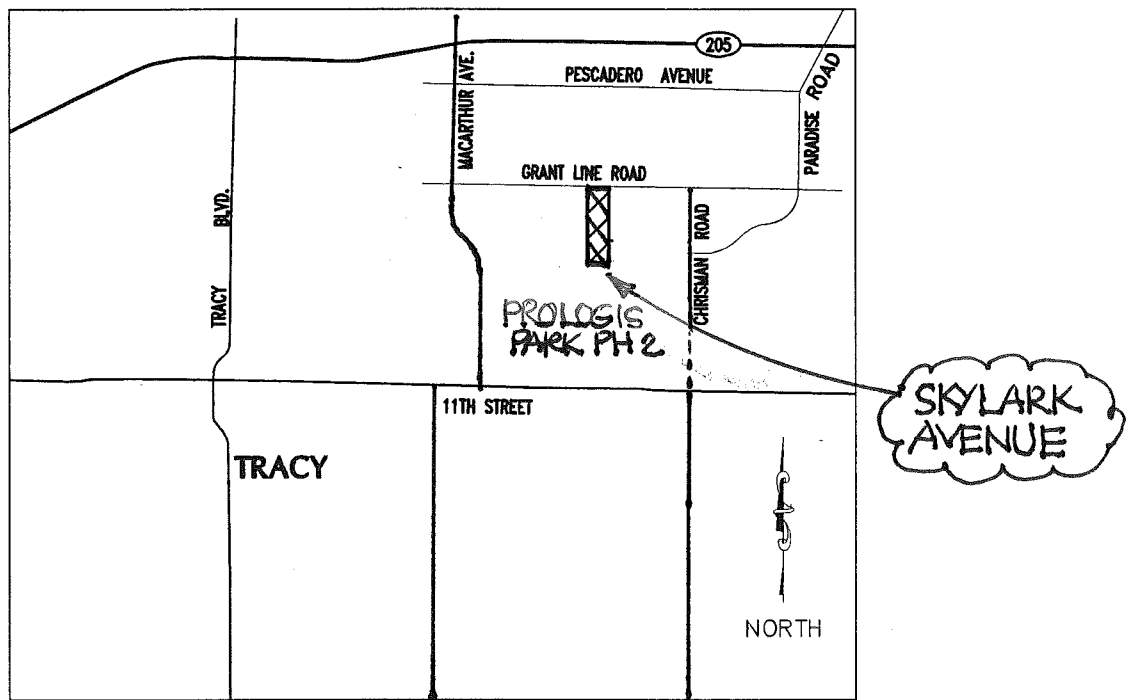 205
PESCADERO AVENUE
MACARTHUR AVE.
PARADISE ROAD
GRANT LINE ROAD
TRACY BLVD.
CHRISMAN ROAD
PROLOGIS
PARK PH 2
SKYLARK
AVENUE
11TH STREET
TRACY
NORTH